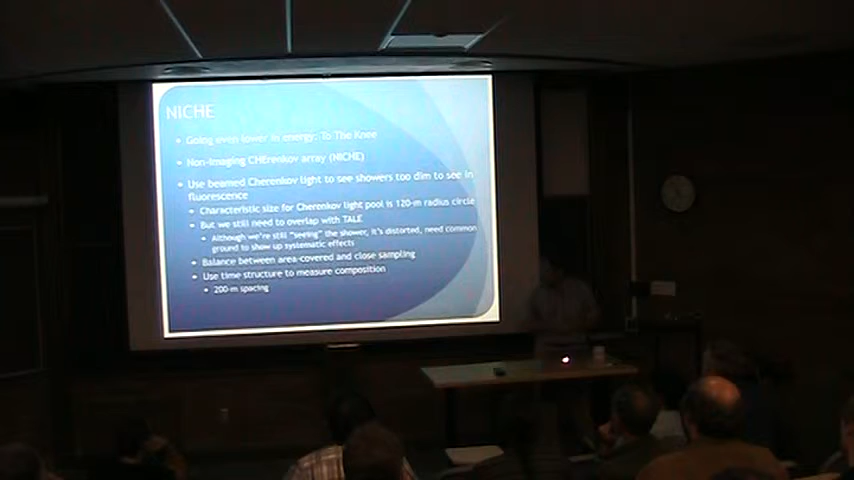 NICHE
Going even lower in energy: To The Knee
Non-Imaging CHErenkov array (NICHE)
Use beamed Cherenkov light to see showers too dim to see in
fluorescence
Characteristic size for Cherenkov light pool is 120-m radius circle
But we still need to overlap with TALE
Although we're still "seeing" the shower, it's distorted, need common
ground to show up systematic effects
Balance between area-covered and close sampling
Use time structure to measure composition
200-m spacing